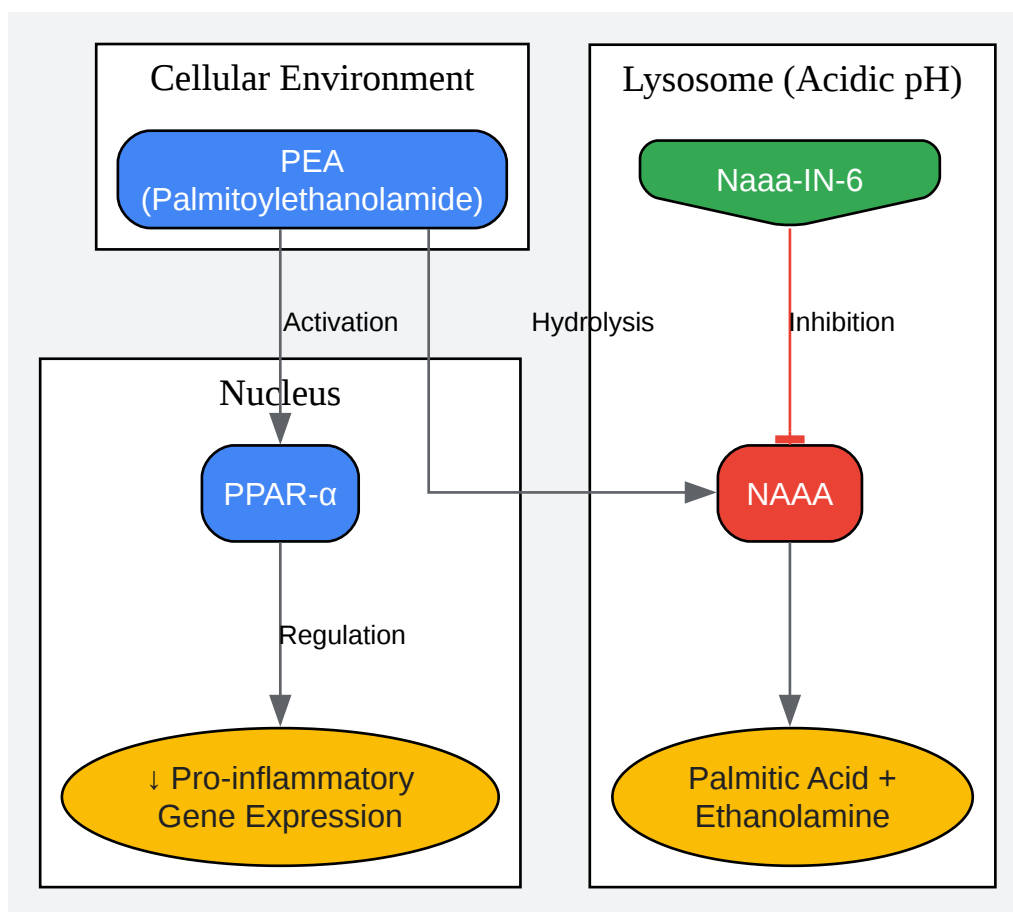 Cellular Environment
PEA
(Palmitoylethanolamide)
Lysosome (Acidic pH)
Naaa-IN-6
Activation
Hydrolysis
Inhibition
Nucleus
PPAR-α
NAAA
Regulation
↓ Pro-inflammatory
Gene Expression
Palmitic Acid +
Ethanolamine